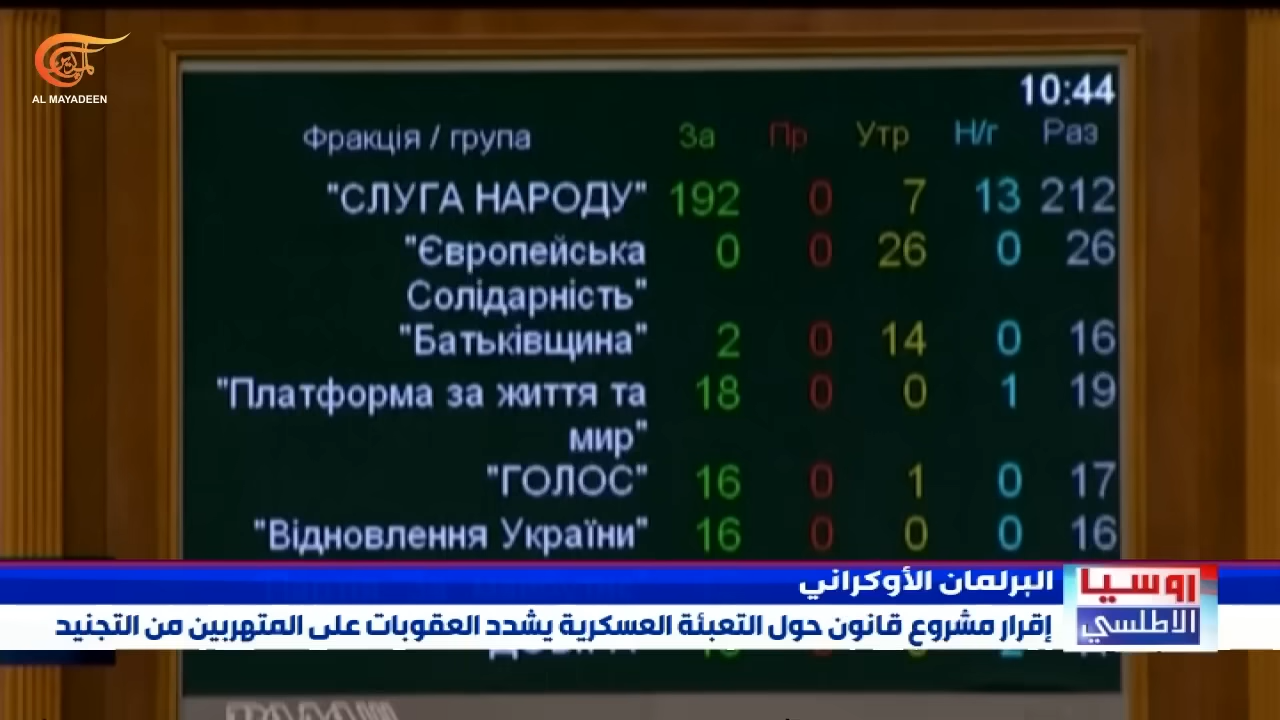 المیادین
AL MAYADEEN
10:44
Фракція / група За Пр Утр Н/г Раз
"СЛУГА НАРОДУ" 192 0 7 13 212
"Європейська 0 0 26 0 26
Солідарність"
"Батьківщина" 2 0 14 0 16
"Платформа за життя та 18 0 0 1 19
мир"
"ГОЛОС" 16 0 1 0 17
"Відновлення України" 16 0 0 0 16
روسيا
الاطلسي
البرلمان الأوكراني
إقرار مشروع قانون حول التعبئة العسكرية يشدد العقوبات على المتهربين من التجنيد